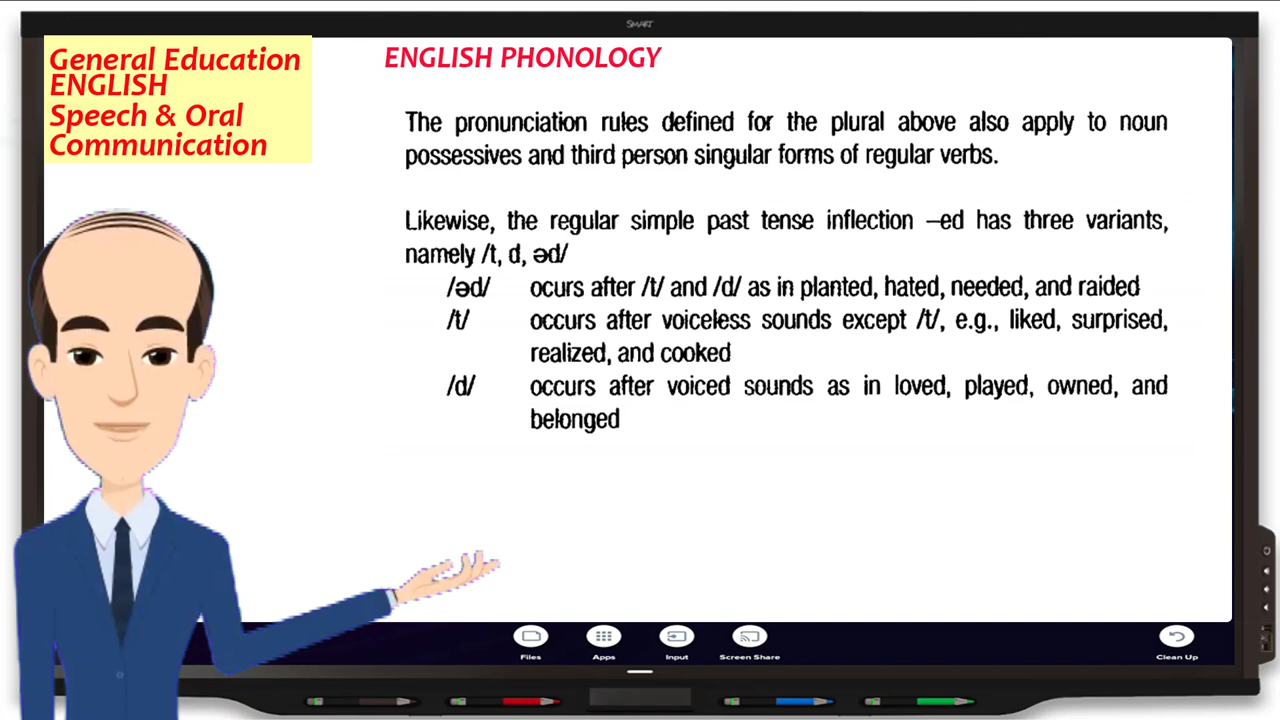 SMART
General Education
ENGLISH
Speech & Oral
Communication
ENGLISH PHONOLOGY
The pronunciation rules defined for the plural above also apply to noun
possessives and third person singular forms of regular verbs.
Likewise, the regular simple past tense inflection –ed has three variants,
namely /t, d, əd/
/əd/ ocurs after /t/ and /d/ as in planted, hated, needed, and raided
/t/ occurs after voiceless sounds except /t/, e.g., liked, surprised,
realized, and cooked
/d/ occurs after voiced sounds as in loved, played, owned, and
belonged
Files Apps Input Screen Share Clean Up